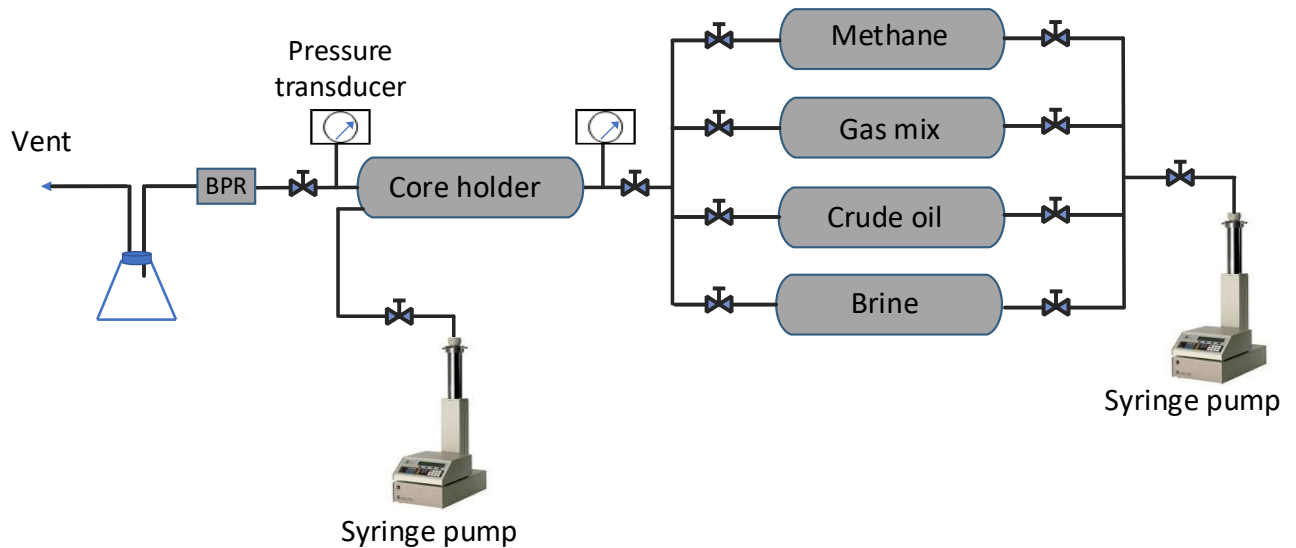 Pressure
transducer
Vent
BPR
Core holder
Methane
Gas mix
Crude oil
Brine
Syringe pump
Syringe pump